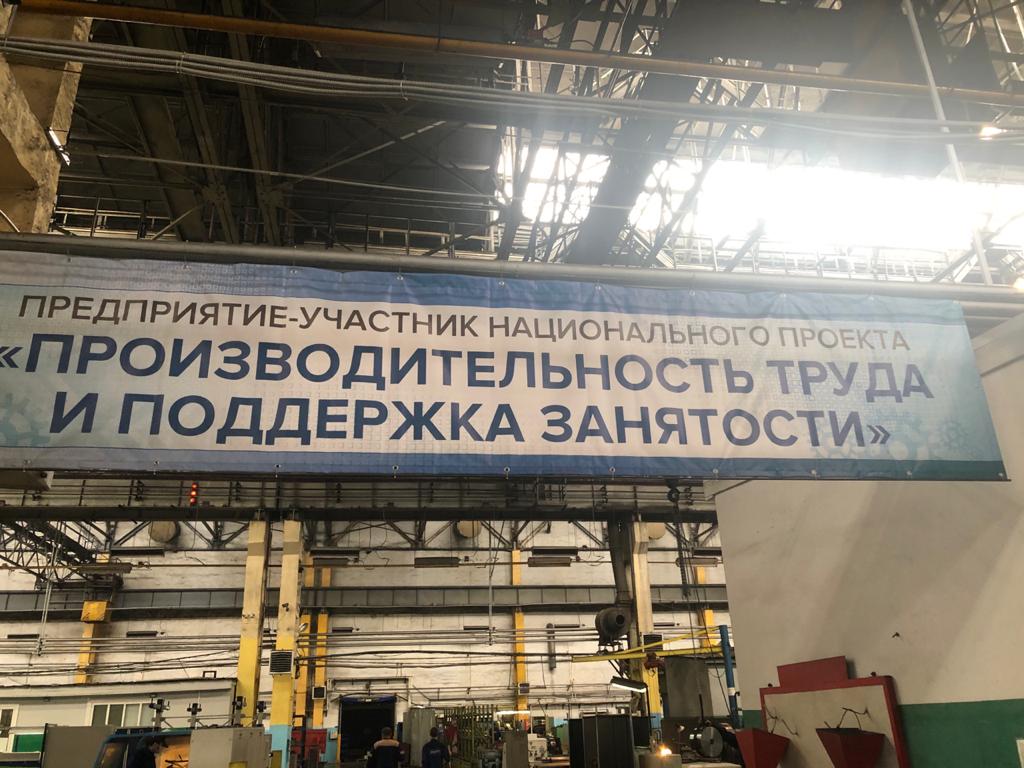 ПРЕДПРИЯТИЕ-УЧАСТНИК НАЦИОНАЛЬНОГО ПРОЕКТА
«ПРОИЗВОДИТЕЛЬНОСТЬ ТРУДА
И ПОДДЕРЖКА ЗАНЯТОСТИ»